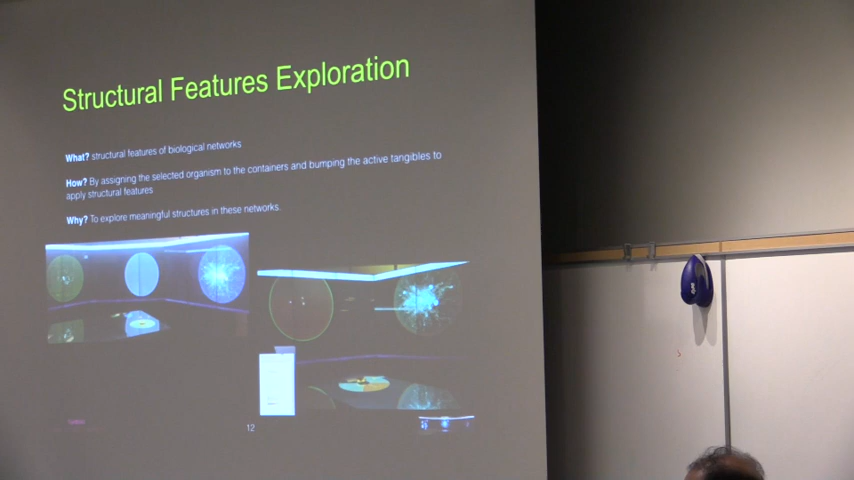 Structural Features Exploration
What? structural features of biological networks
How? By assigning the selected organism to the containers and bumping the active tangibles to
apply structural features
Why? To explore meaningful structures in these networks.
12